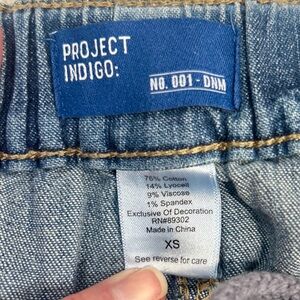 PROJECT
INDIGO:
NO. 001 - DNM
76% Cotton
14% Lyocell
9% Viscose
1% Spandex
Exclusive Of Decoration
RN#89302
Made in China
XS
See reverse for care